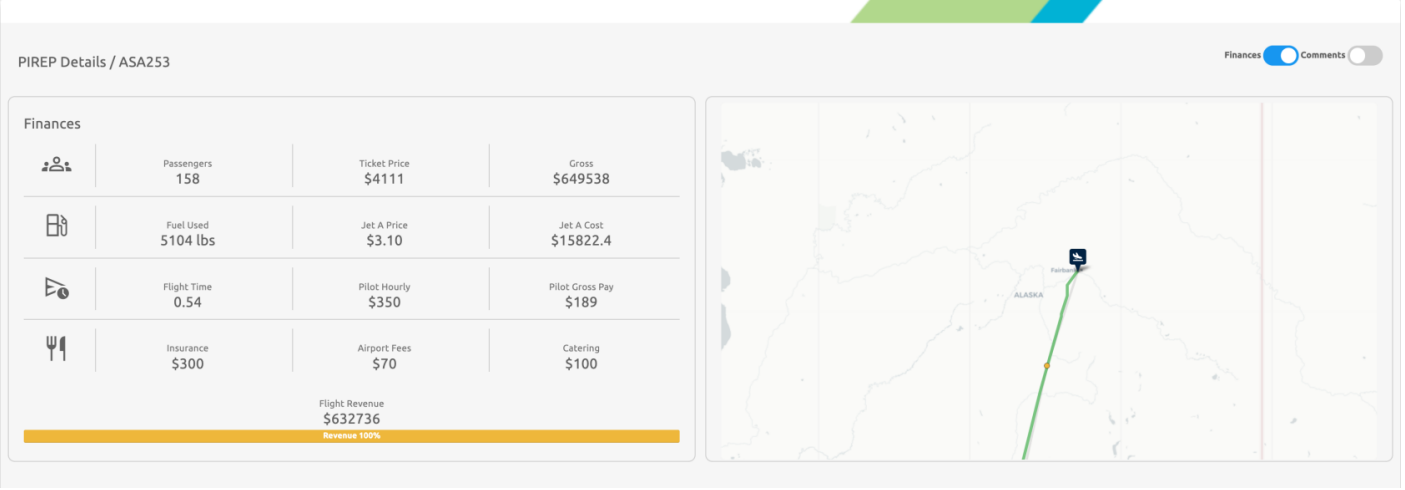 PIREP Details / ASA253
Finances
Comments
Finances
Passengers
158
Ticket Price
$4111
Gross
$649538
Fuel Used
5104 lbs
Jet A Price
$3.10
Jet A Cost
$15822.4
Flight Time
0.54
Pilot Hourly
$350
Pilot Gross Pay
$189
Insurance
$300
Airport Fees
$70
Catering
$100
Flight Revenue
$632736
Revenue 100%
ALASKA